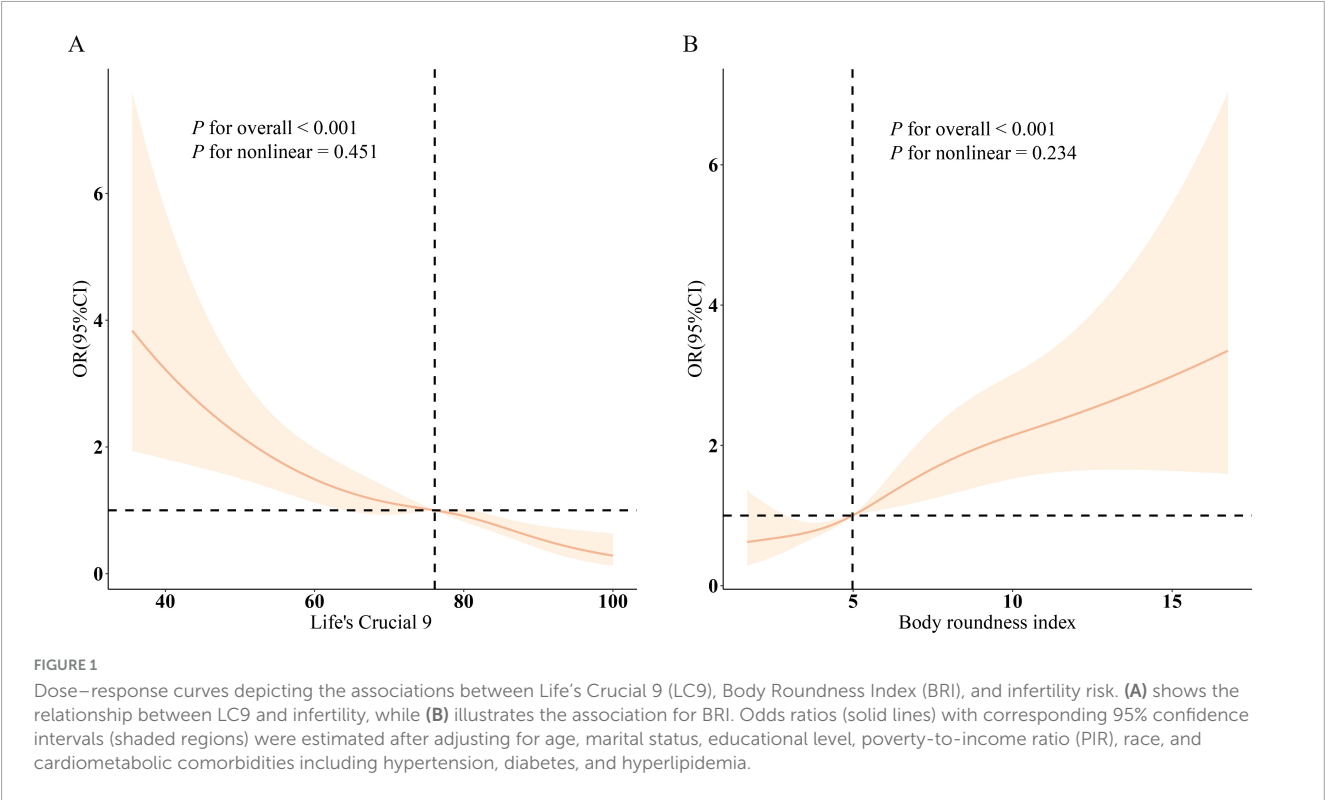 A
P for overall < 0.001
P for nonlinear = 0.451
OR(95%CI)
6
4
2
0
40 60 80 100
Life's Crucial 9
B
P for overall < 0.001
P for nonlinear = 0.234
OR(95%CI)
6
4
2
0
5 10 15
Body roundness index
FIGURE 1
Dose–response curves depicting the associations between Life’s Crucial 9 (LC9), Body Roundness Index (BRI), and infertility risk. (A) shows the
relationship between LC9 and infertility, while (B) illustrates the association for BRI. Odds ratios (solid lines) with corresponding 95% confidence
intervals (shaded regions) were estimated after adjusting for age, marital status, educational level, poverty-to-income ratio (PIR), race, and
cardiometabolic comorbidities including hypertension, diabetes, and hyperlipidemia.